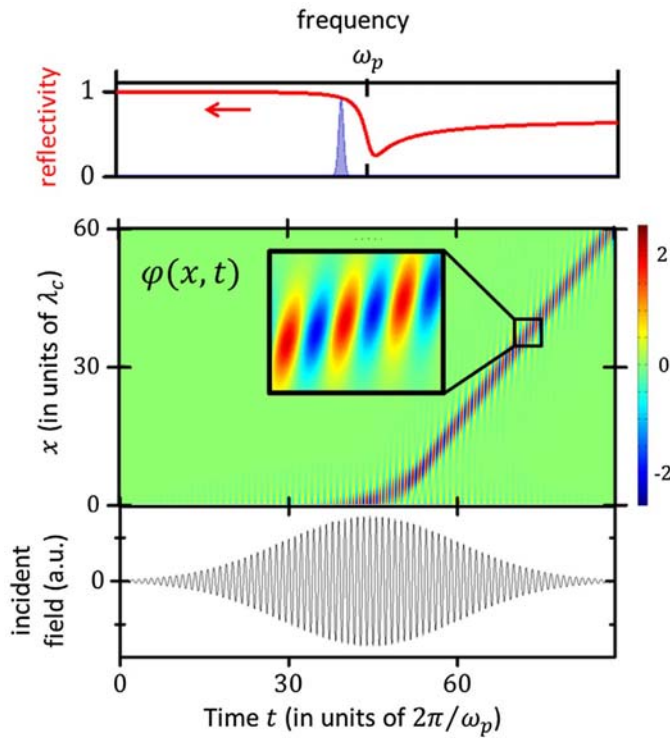 frequency
ω_p
reflectivity
1
0
x (in units of λ_c)
60
30
0
φ(x, t)
2
0
-2
incident
field (a.u.)
0
0
30
60
Time t (in units of 2π/ω_p)